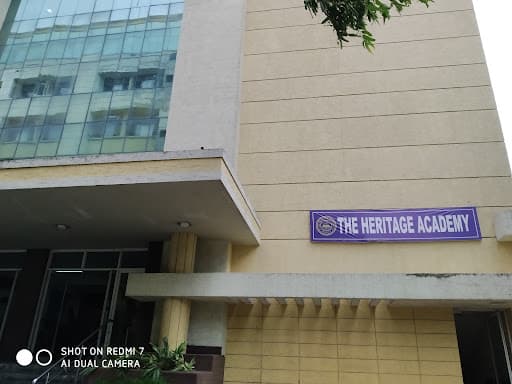 THE HERITAGE ACADEMY
SHOT ON REDMI 7
AI DUAL CAMERA